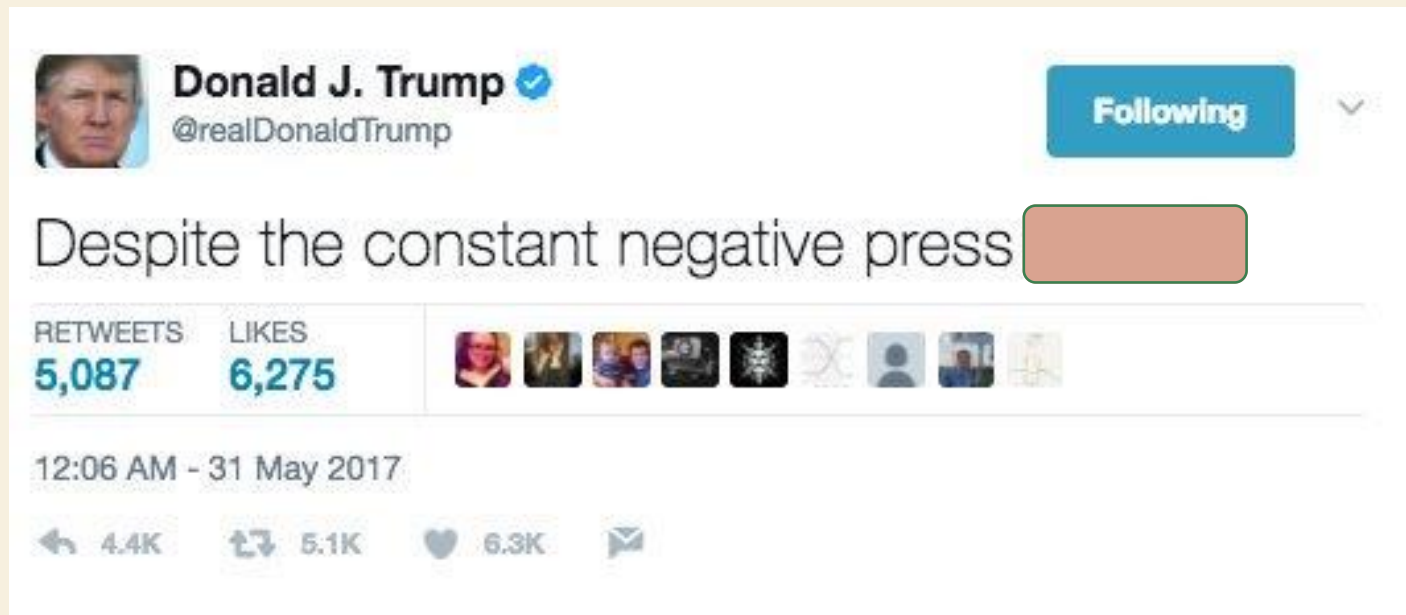 Donald J. Trump
@realDonaldTrump
Following
Despite the constant negative press
RETWEETS LIKES
5,087 6,275
12:06 AM - 31 May 2017
4.4K 5.1K 6.3K